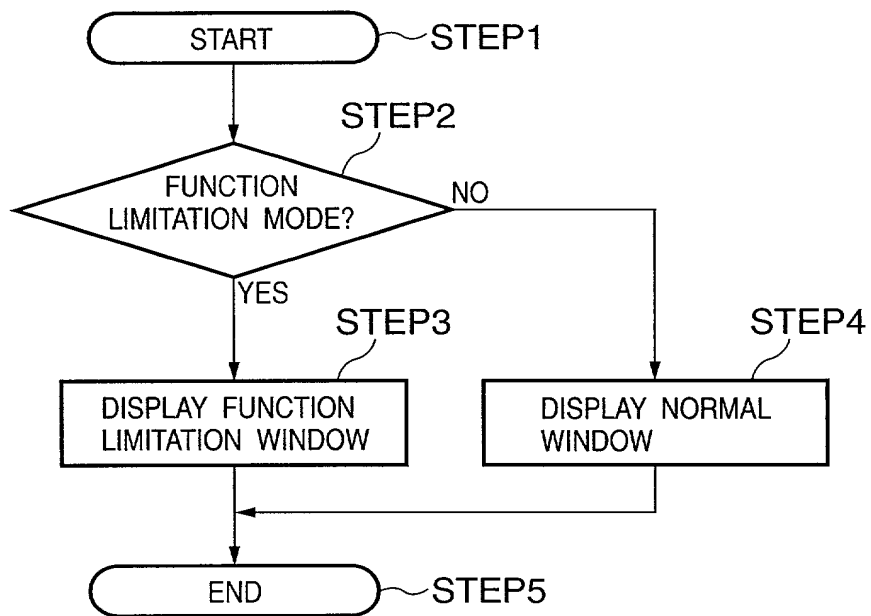 START
STEP1
STEP2
FUNCTION
LIMITATION MODE?
NO
YES
STEP3
DISPLAY FUNCTION
LIMITATION WINDOW
STEP4
DISPLAY NORMAL
WINDOW
END
STEP5